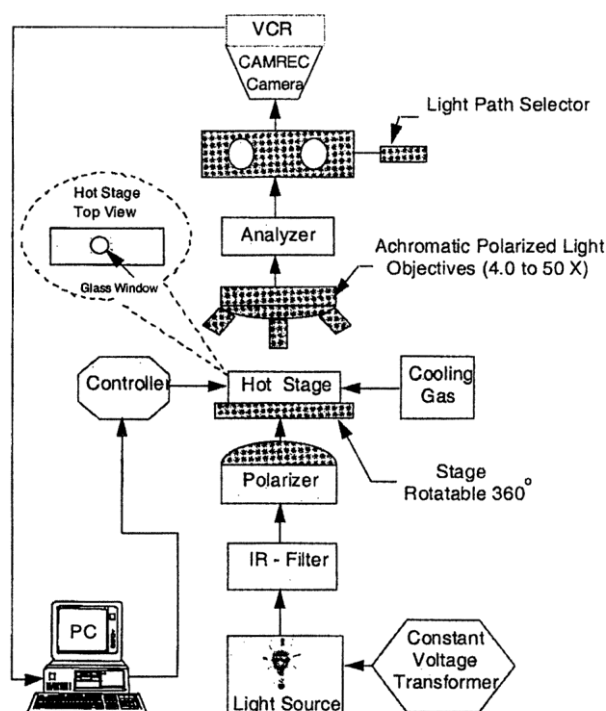 VCR
CAMREC
Camera
Light Path Selector
Hot Stage
Top View
Glass Window
Analyzer
Achromatic Polarized Light
Objectives (4.0 to 50 X)
Controller
Hot Stage
Cooling
Gas
Polarizer
Stage
Rotatable 360°
IR - Filter
PC
Light Source
Constant
Voltage
Transformer